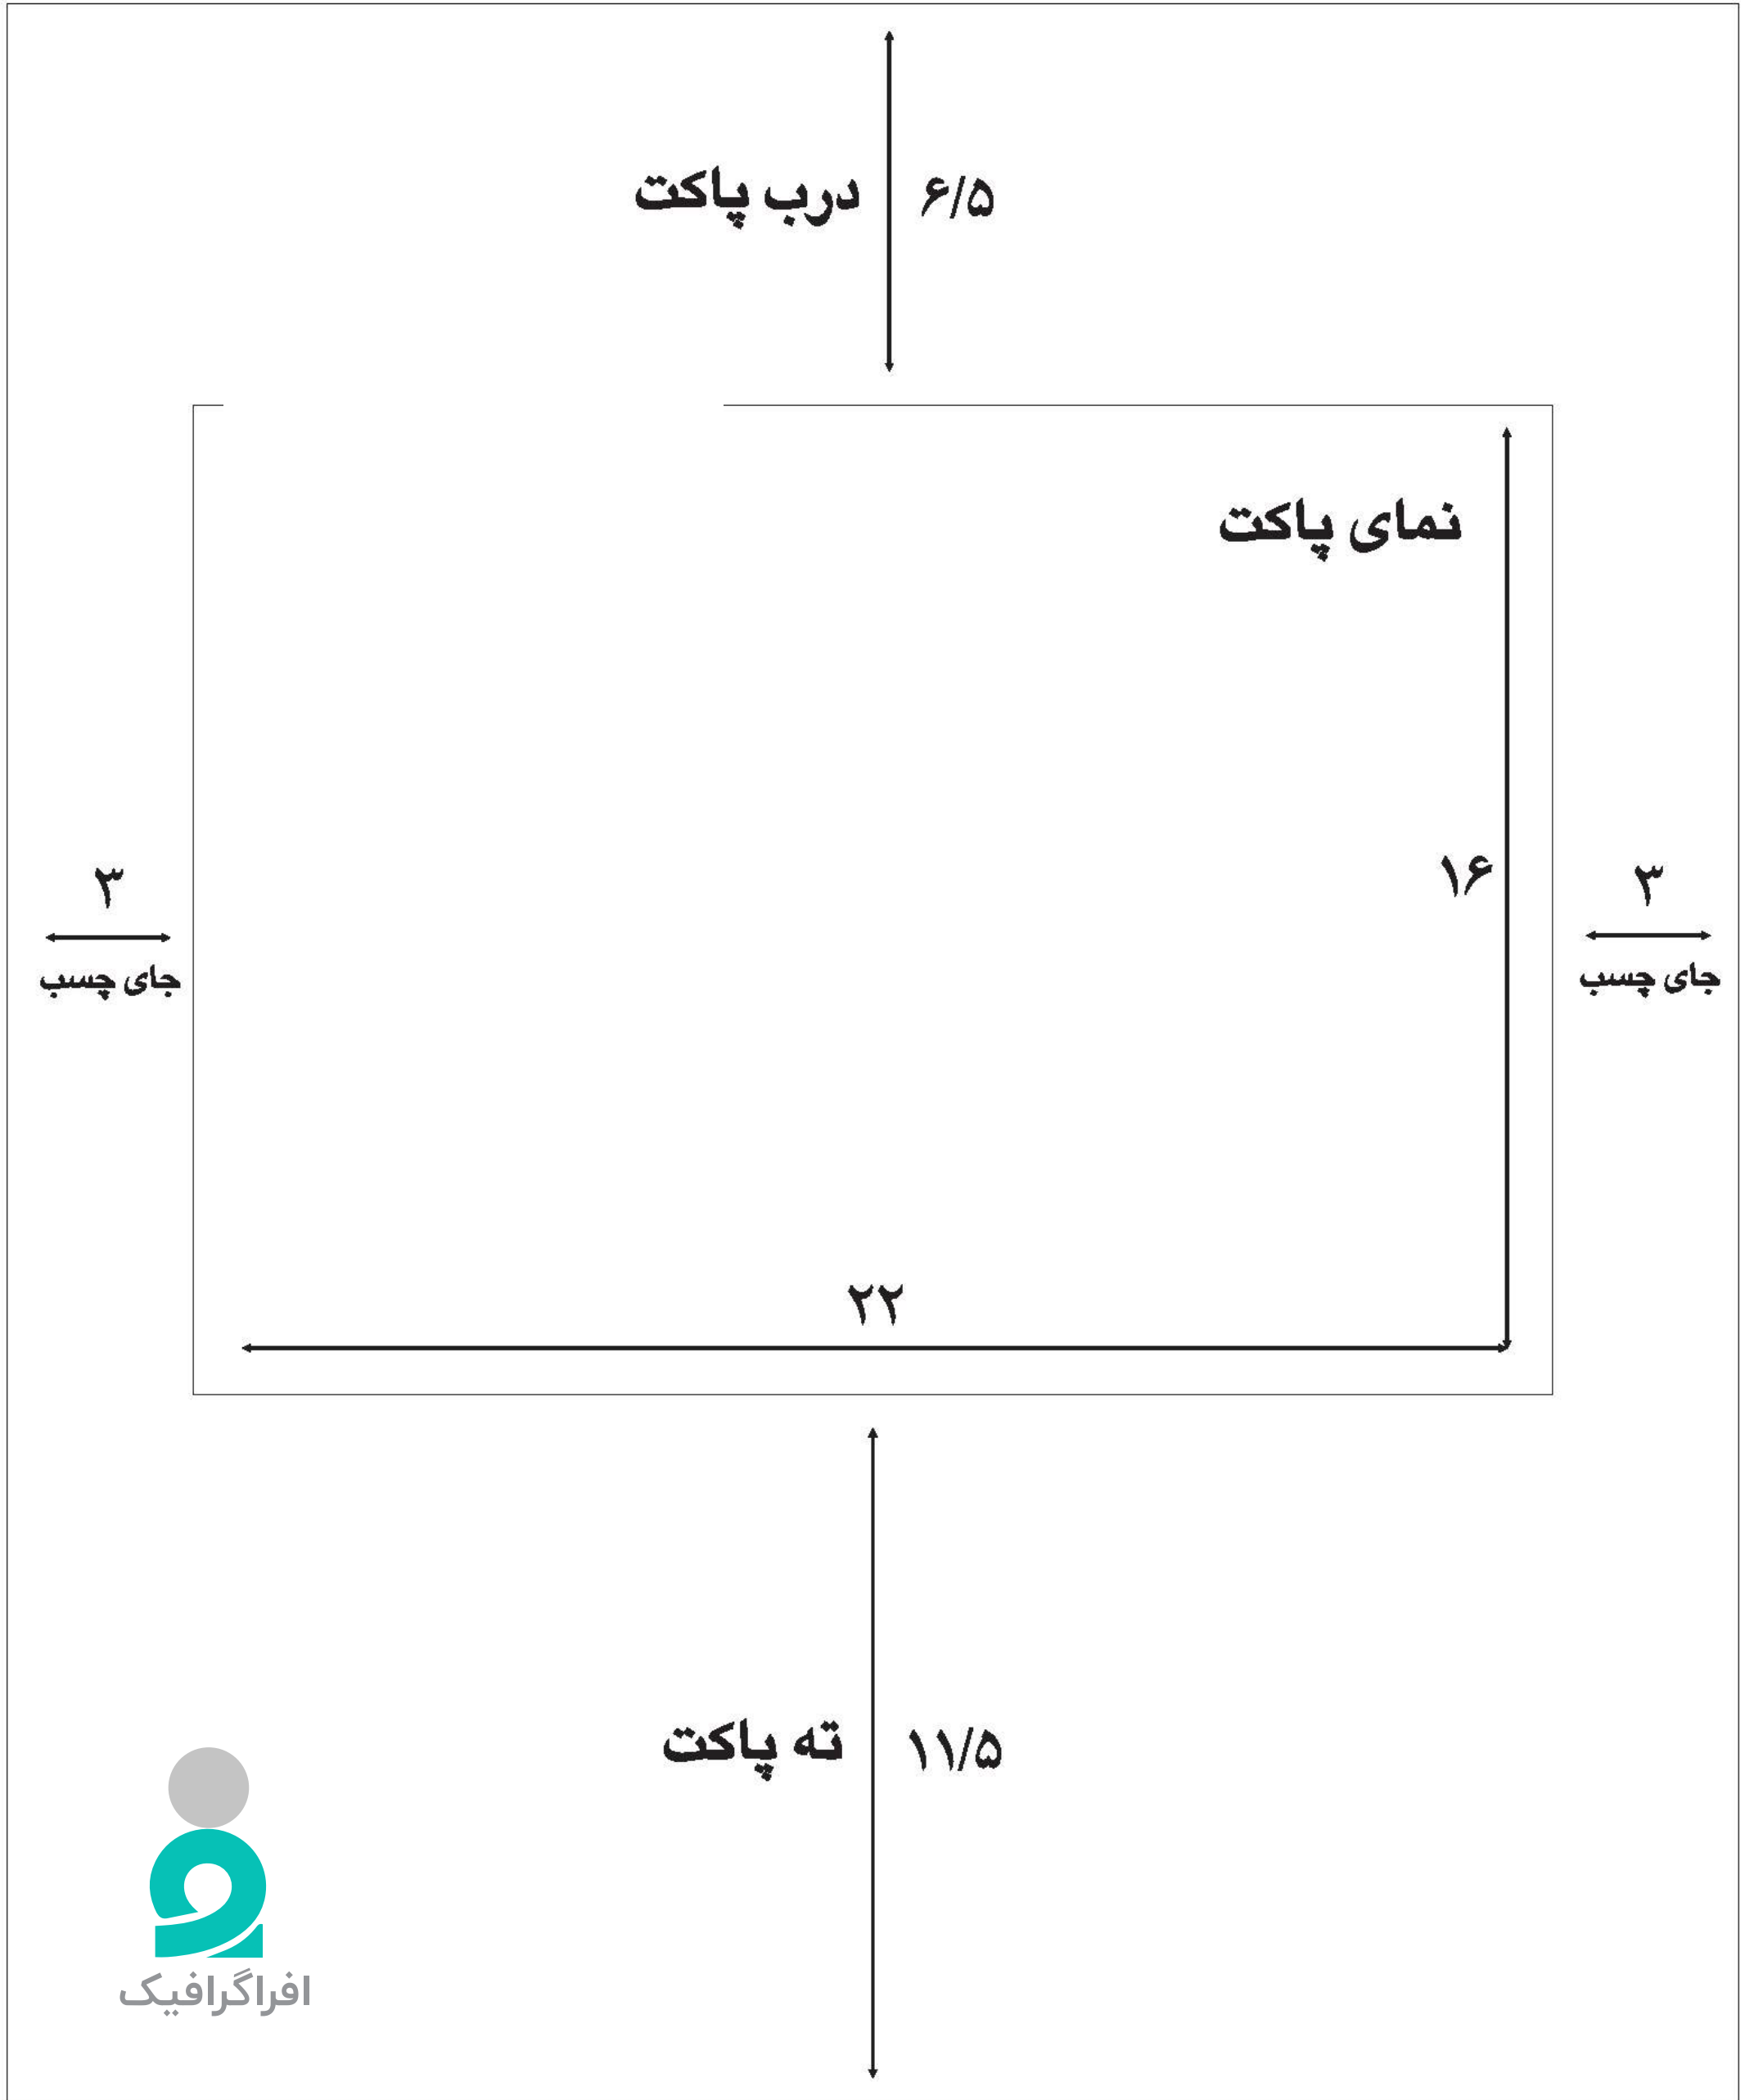 درب پاکت
۶/۵
نمای پاکت
۱۶
۳
جای چسب
۳
جای چسب
۲۲
ته پاکت
۱۱/۵
افراگرافیک